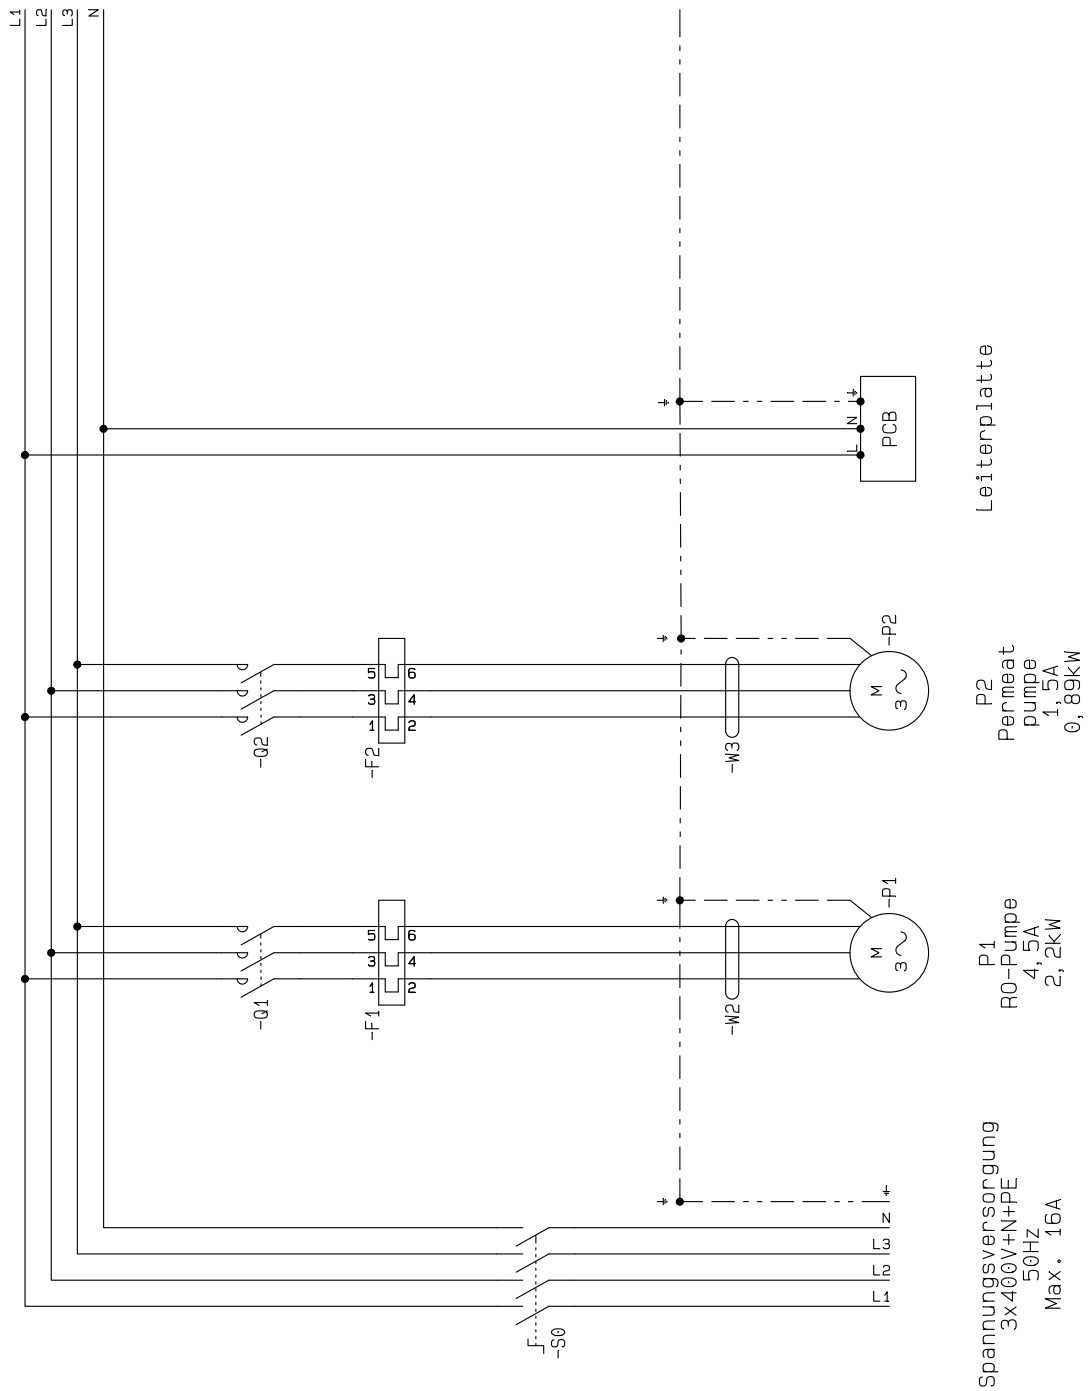 L1
L2
L3
N
-Q1
-Q2
1
2
3
4
5
6
-F1
1
2
3
4
5
6
-F2
-S0
-W2
-W3
L1
L2
L3
N
M
3
-P1
M
3
-P2
L
N
PCB
Spannungsversorgung
3x400V+N+PE
50Hz
Max. 16A
P1
RO-Pumpe
4,5A
2,2kW
P2
Permeat
pumpe
1,5A
0,89kW
Leiterplatte